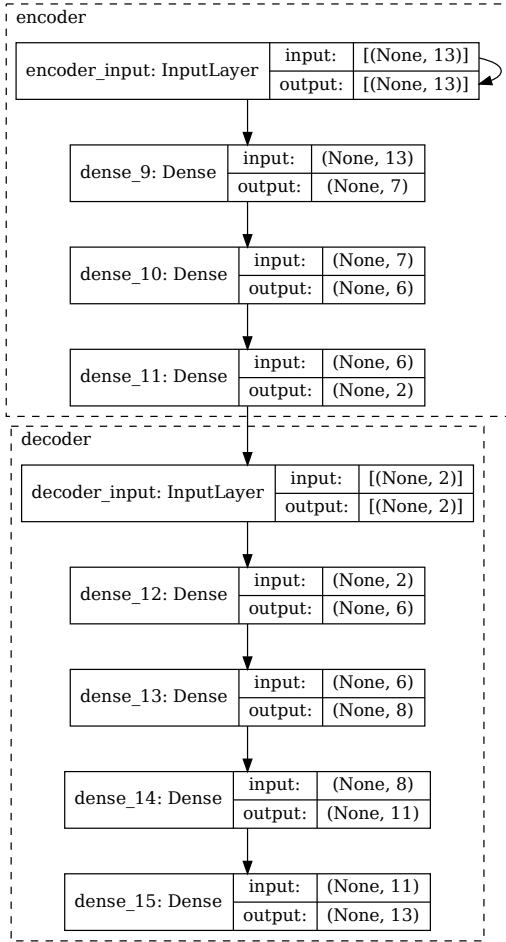 encoder
encoder_input: InputLayer
input: [(None, 13)]
output: [(None, 13)]
dense_9: Dense
input: (None, 13)
output: (None, 7)
dense_10: Dense
input: (None, 7)
output: (None, 6)
dense_11: Dense
input: (None, 6)
output: (None, 2)
decoder
decoder_input: InputLayer
input: [(None, 2)]
output: [(None, 2)]
dense_12: Dense
input: (None, 2)
output: (None, 6)
dense_13: Dense
input: (None, 6)
output: (None, 8)
dense_14: Dense
input: (None, 8)
output: (None, 11)
dense_15: Dense
input: (None, 11)
output: (None, 13)